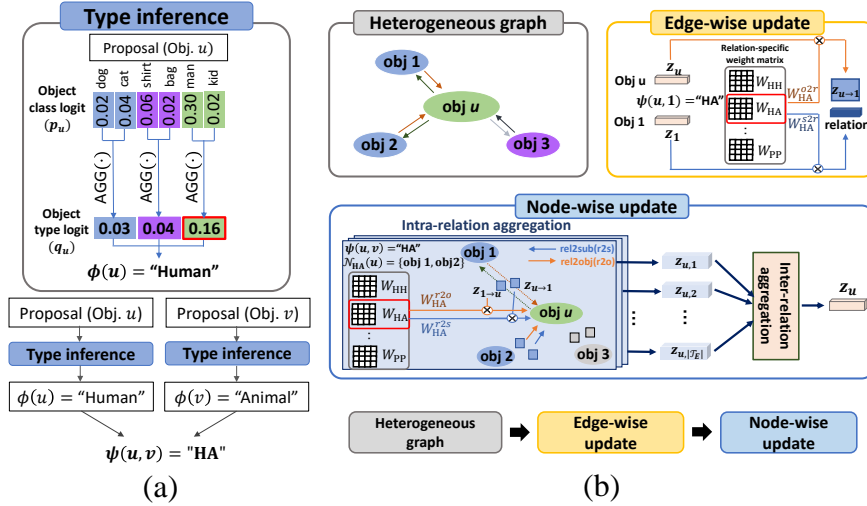 Type inference
Proposal (Obj. u)
dog cat shirt bag man kid
Object class logit (p_u)
0.02 0.04 0.06 0.02 0.30 0.02
AGG(·) AGG(·) AGG(·)
Object type logit (q_u)
0.03 0.04 0.16
ϕ(u) = “Human”
Proposal (Obj. u) Proposal (Obj. v)
Type inference Type inference
ϕ(u) = “Human” ϕ(v) = “Animal”
ψ(u, v) = "HA"
(a)
Heterogeneous graph
obj 1
obj u
obj 2
obj 3
Edge-wise update
Relation-specific
weight matrix
Obj u z_u
ψ(u, 1) = “HA”
Obj 1
z_1
W_HH
W_HA
:
W_PP
W_HA^o2r
W_HA^s2r
z_u→1
relation
Node-wise update
Intra-relation aggregation
ψ(u, v) = “HA”
𝒩_HA(u) = {obj 1, obj2}
rel2sub(r2s)
rel2obj(r2o)
obj 1
z_1→u z_u→1
W_HH
W_HA
:
W_PP
W_HA^r2o
W_HA^r2s
obj u
obj 2
obj 3
z_u,1
z_u,2
⋮ ⋮
z_u,|𝒯_E|
Inter-relation
aggregation
z_u
Heterogeneous
graph
Edge-wise
update
Node-wise
update
(b)